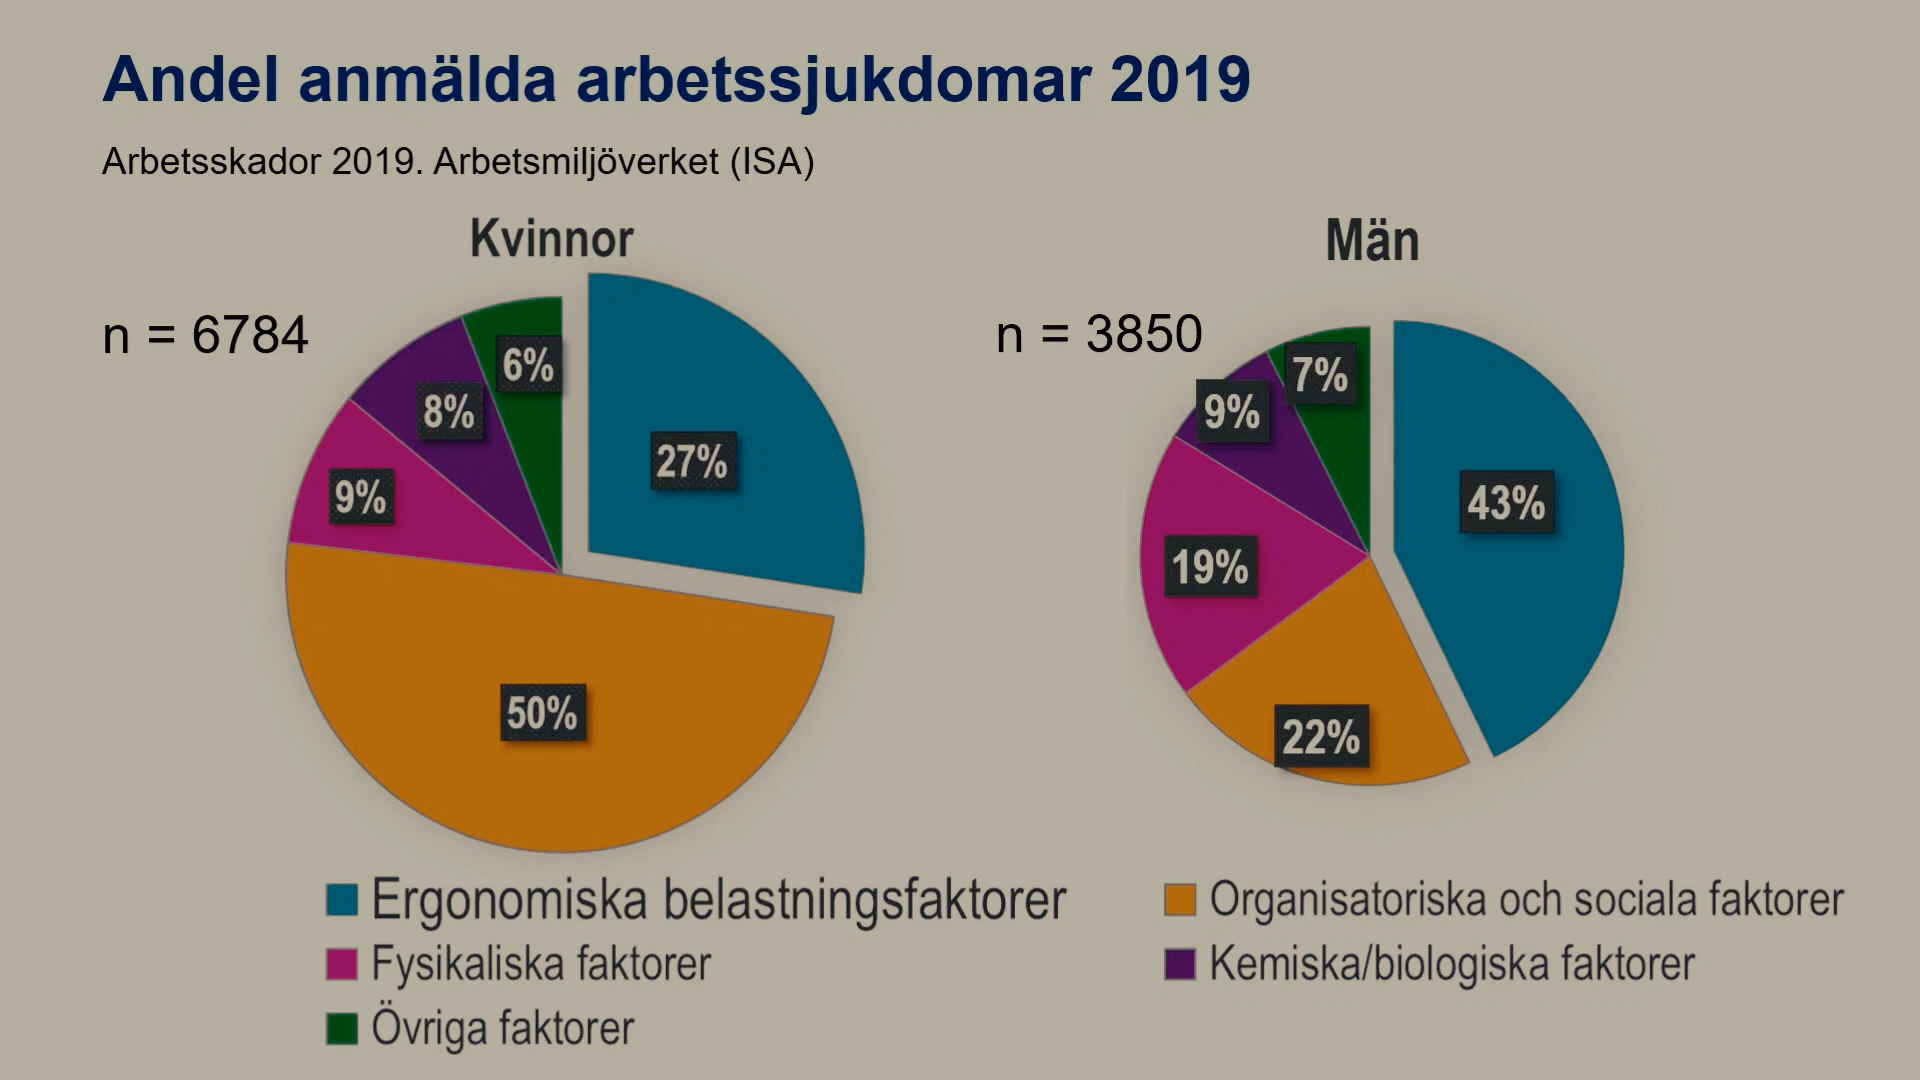 Andel anmälda arbetssjukdomar 2019
Arbetsskador 2019. Arbetsmiljöverket (ISA)
Kvinnor
n = 6784
6%
8%
27%
9%
50%
Män
n = 3850
7%
9%
43%
19%
22%
Ergonomiska belastningsfaktorer
Organisatoriska och sociala faktorer
Fysikaliska faktorer
Kemiska/biologiska faktorer
Övriga faktorer